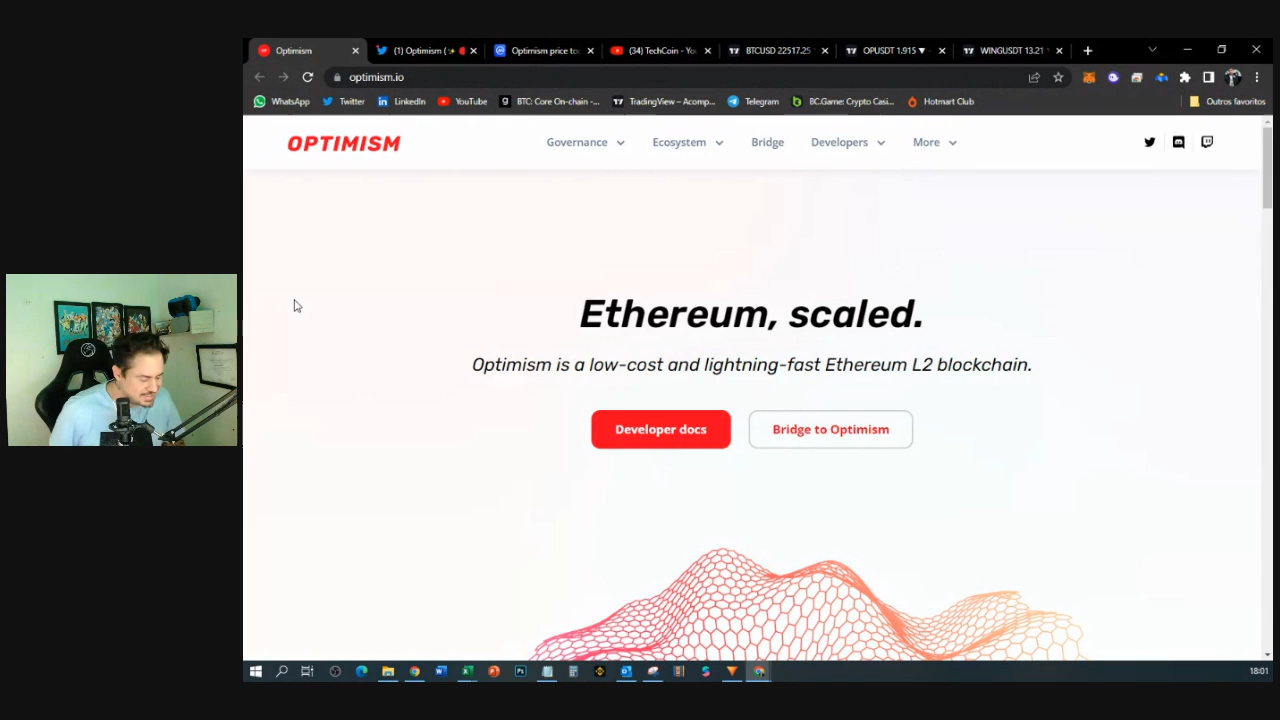 Optimism
(1) Optimism (
Optimism price to
(34) TechCoin - Yo
BTCUSD 22517.25
OPUSDT 1.915 ▼
WINGUSDT 13.21
optimism.io
WhatsApp
Twitter
LinkedIn
YouTube
BTC: Core On-chain -...
TradingView – Acomp...
Telegram
BC.Game: Crypto Casi...
Hotmart Club
Outros favoritos
OPTIMISM
Governance
Ecosystem
Bridge
Developers
More
Ethereum, scaled.
Optimism is a low-cost and lightning-fast Ethereum L2 blockchain.
Developer docs
Bridge to Optimism
18:01